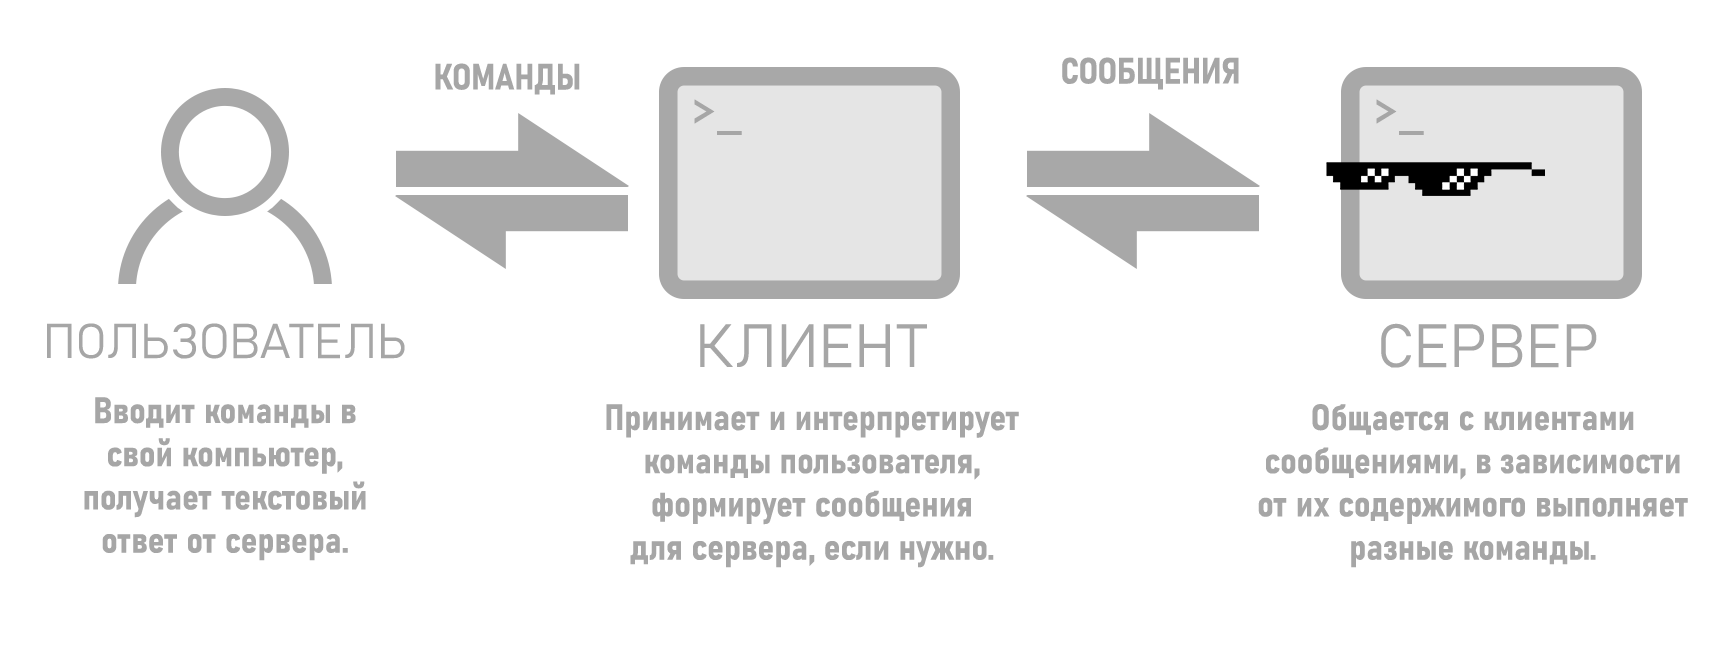 КОМАНДЫ
СООБЩЕНИЯ
>_
>_
ПОЛЬЗОВАТЕЛЬ
Вводит команды в
свой компьютер,
получает текстовый
ответ от сервера.
КЛИЕНТ
Принимает и интерпретирует
команды пользователя,
формирует сообщения
для сервера, если нужно.
СЕРВЕР
Общается с клиентами
сообщениями, в зависимости
от их содержимого выполняет
разные команды.